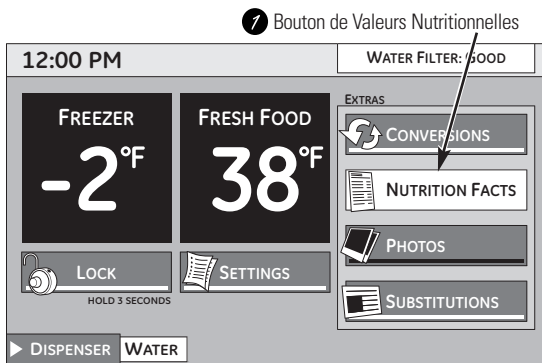 1 Bouton de Valeurs Nutritionnelles
12:00 PM
WATER FILTER: GOOD
FREEZER
-2°F
FRESH FOOD
38°F
EXTRAS
CONVERSIONS
NUTRITION FACTS
PHOTOS
SUBSTITUTIONS
LOCK
HOLD 3 SECONDS
SETTINGS
DISPENSER WATER